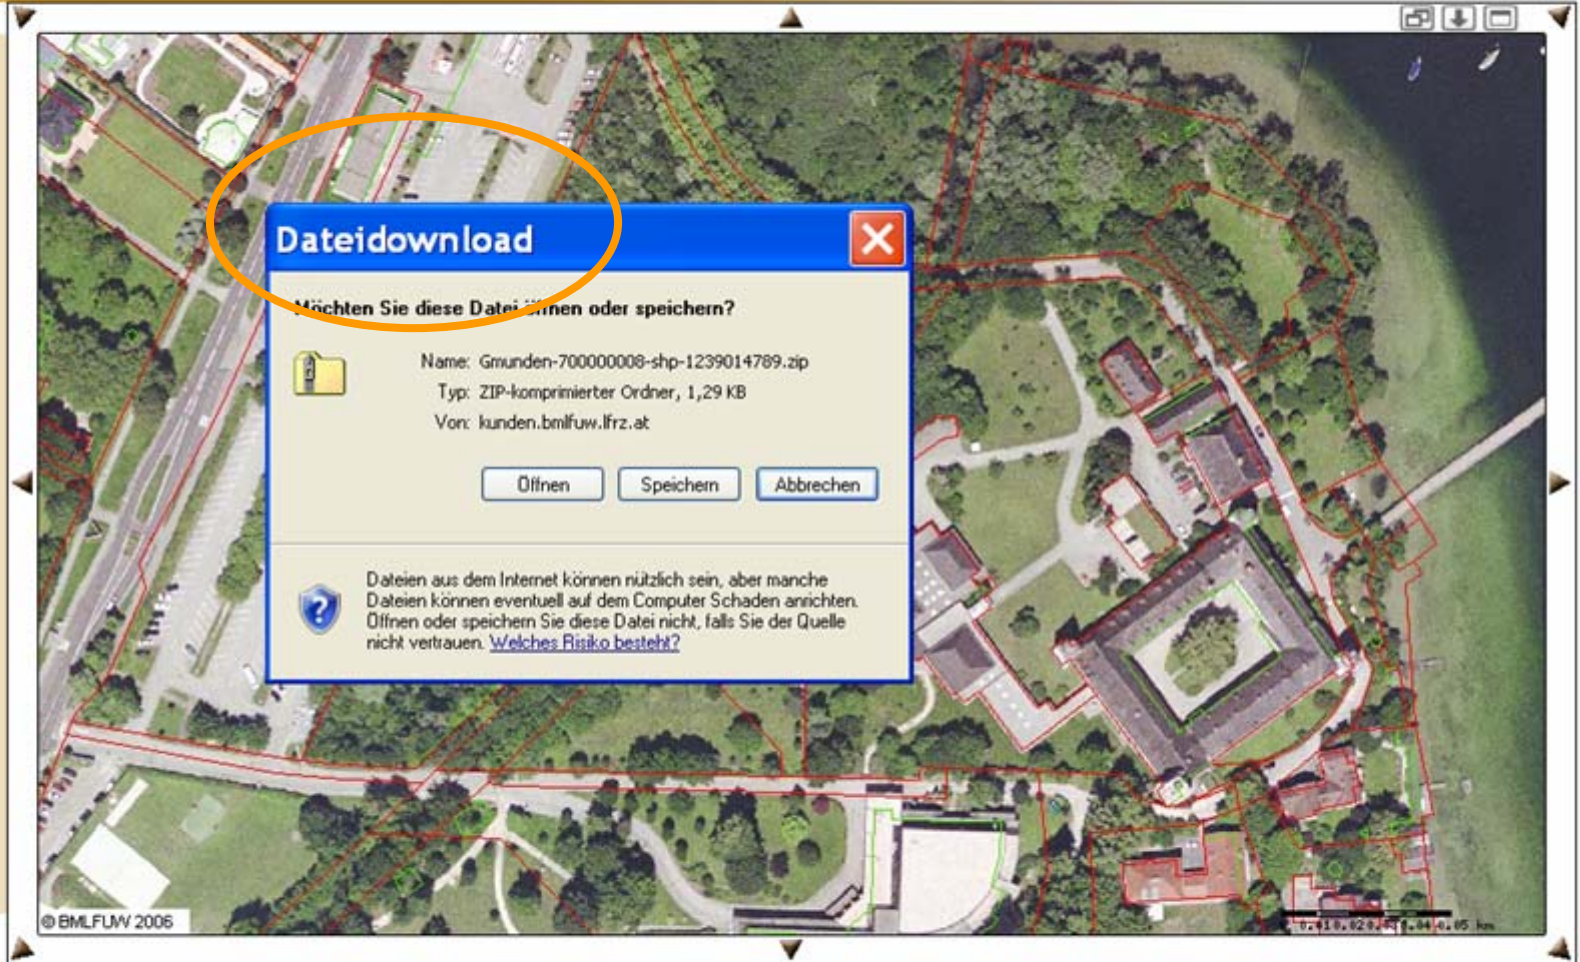 Dateidownload
Möchten Sie diese Datei öffnen oder speichern?
Name: Gmunden-700000008-shp-1239014789.zip
Typ: ZIP-komprimierter Ordner, 1,29 KB
Von: kunden.bmlfuw.lfrz.at
Öffnen Speichern Abbrechen
Dateien aus dem Internet können nützlich sein, aber manche
Dateien können eventuell auf dem Computer Schaden anrichten.
Öffnen oder speichern Sie diese Datei nicht, falls Sie der Quelle
nicht vertrauen. Welches Risiko besteht?
© BMLFUW 2006
0.05 km